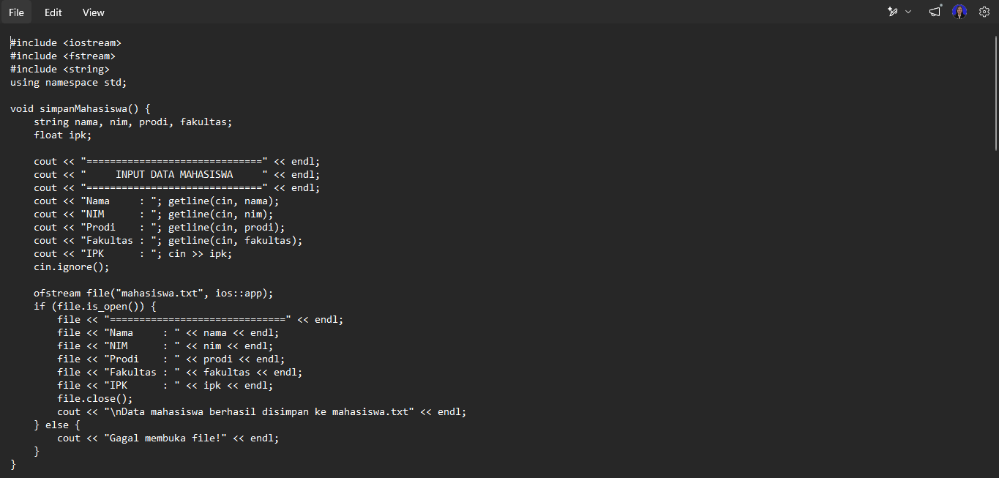 File Edit View
#include <iostream>
#include <fstream>
#include <string>
using namespace std;

void simpanMahasiswa() {
    string nama, nim, prodi, fakultas;
    float ipk;

    cout << "==============================" << endl;
    cout << "     INPUT DATA MAHASISWA     " << endl;
    cout << "==============================" << endl;
    cout << "Nama     : "; getline(cin, nama);
    cout << "NIM      : "; getline(cin, nim);
    cout << "Prodi    : "; getline(cin, prodi);
    cout << "Fakultas : "; getline(cin, fakultas);
    cout << "IPK      : "; cin >> ipk;
    cin.ignore();

    ofstream file("mahasiswa.txt", ios::app);
    if (file.is_open()) {
        file << "==============================" << endl;
        file << "Nama     : " << nama << endl;
        file << "NIM      : " << nim << endl;
        file << "Prodi    : " << prodi << endl;
        file << "Fakultas : " << fakultas << endl;
        file << "IPK      : " << ipk << endl;
        file.close();
        cout << "\nData mahasiswa berhasil disimpan ke mahasiswa.txt" << endl;
    } else {
        cout << "Gagal membuka file!" << endl;
    }
}